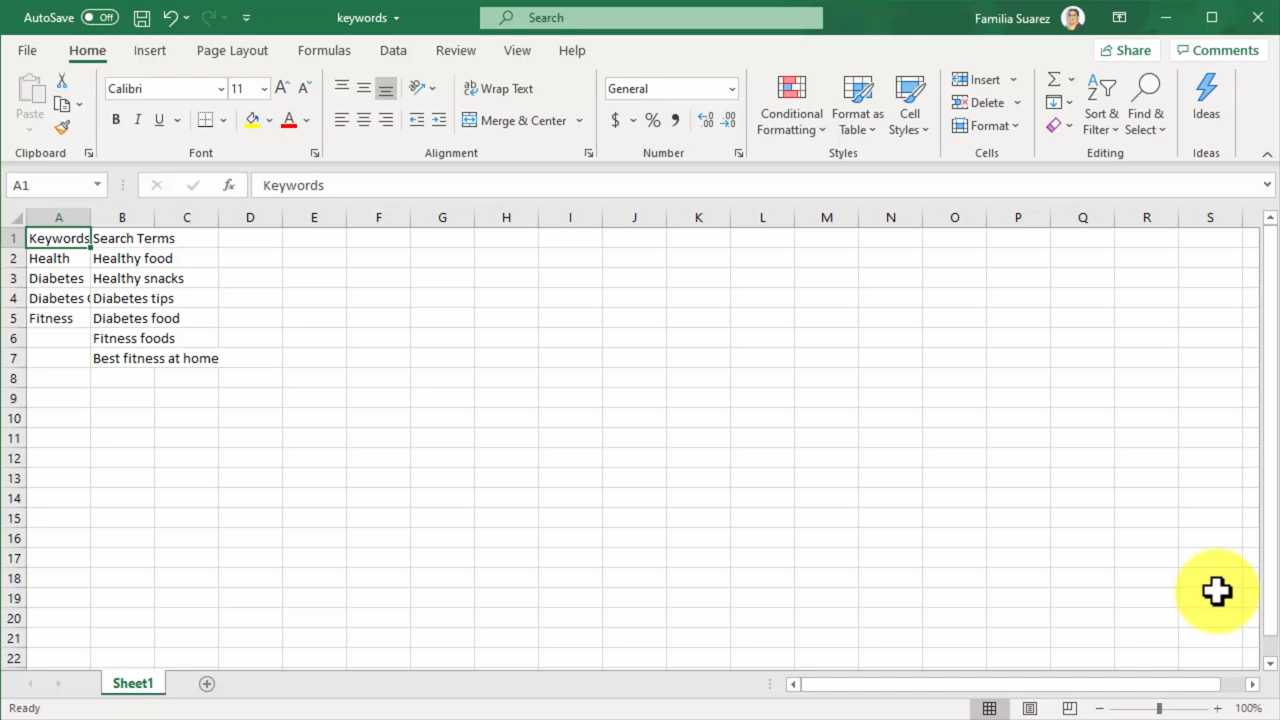 AutoSave Off keywords Search Familia Suarez
File Home Insert Page Layout Formulas Data Review View Help Share Comments
Paste
Calibri 11
B I U A
Wrap Text
Merge & Center
General
$ %
Conditional Formatting
Format as Table
Cell Styles
Insert
Delete
Format
Sort & Filter
Find & Select
Ideas
Clipboard Font Alignment Number Styles Cells Editing Ideas
A1 fx Keywords
A B C D E F G H I J K L M N O P Q R S
1 Keywords Search Terms
2 Health Healthy food
3 Diabetes Healthy snacks
4 Diabetes Diabetes tips
5 Fitness Diabetes food
6 Fitness foods
7 Best fitness at home
8
9
10
11
12
13
14
15
16
17
18
19
20
21
22
Sheet1
Ready 100%